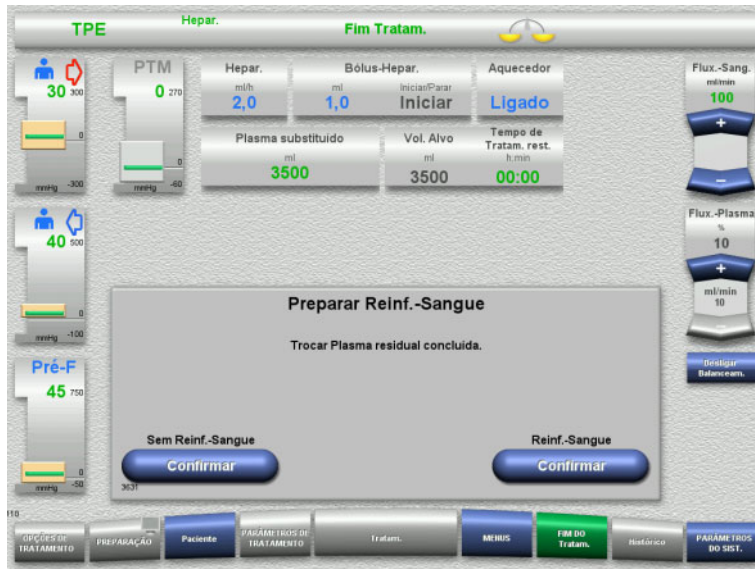 TPE
Hepar.
Fim Tratam.
30
300
0
-300
mmHg
PTM
0
270
0
-60
mmHg
Hepar.
ml/h
2,0
Bólus-Hepar.
ml
1,0
Iniciar/Parar
Iniciar
Aquecedor
Ligado
Flux.-Sang.
ml/min
100
+
−
Plasma substituido
ml
3500
Vol. Alvo
ml
3500
Tempo de
Tratam. rest.
h:min
00:00
40
500
0
-100
mmHg
Flux.-Plasma
%
10
+
ml/min
10
−
Desligar
Balanceam.
Pré-F
45
750
0
-50
mmHg
Preparar Reinf.-Sangue
Trocar Plasma residual concluída.
Sem Reinf.-Sangue
Confirmar
Reinf.-Sangue
Confirmar
3631
OPÇÕES DE
TRATAMENTO
PREPARAÇÃO
Paciente
PARÂMETROS DE
TRATAMENTO
Tratam.
MENUS
FIM DO
Tratam.
Histórico
PARÂMETROS
DO SIST.